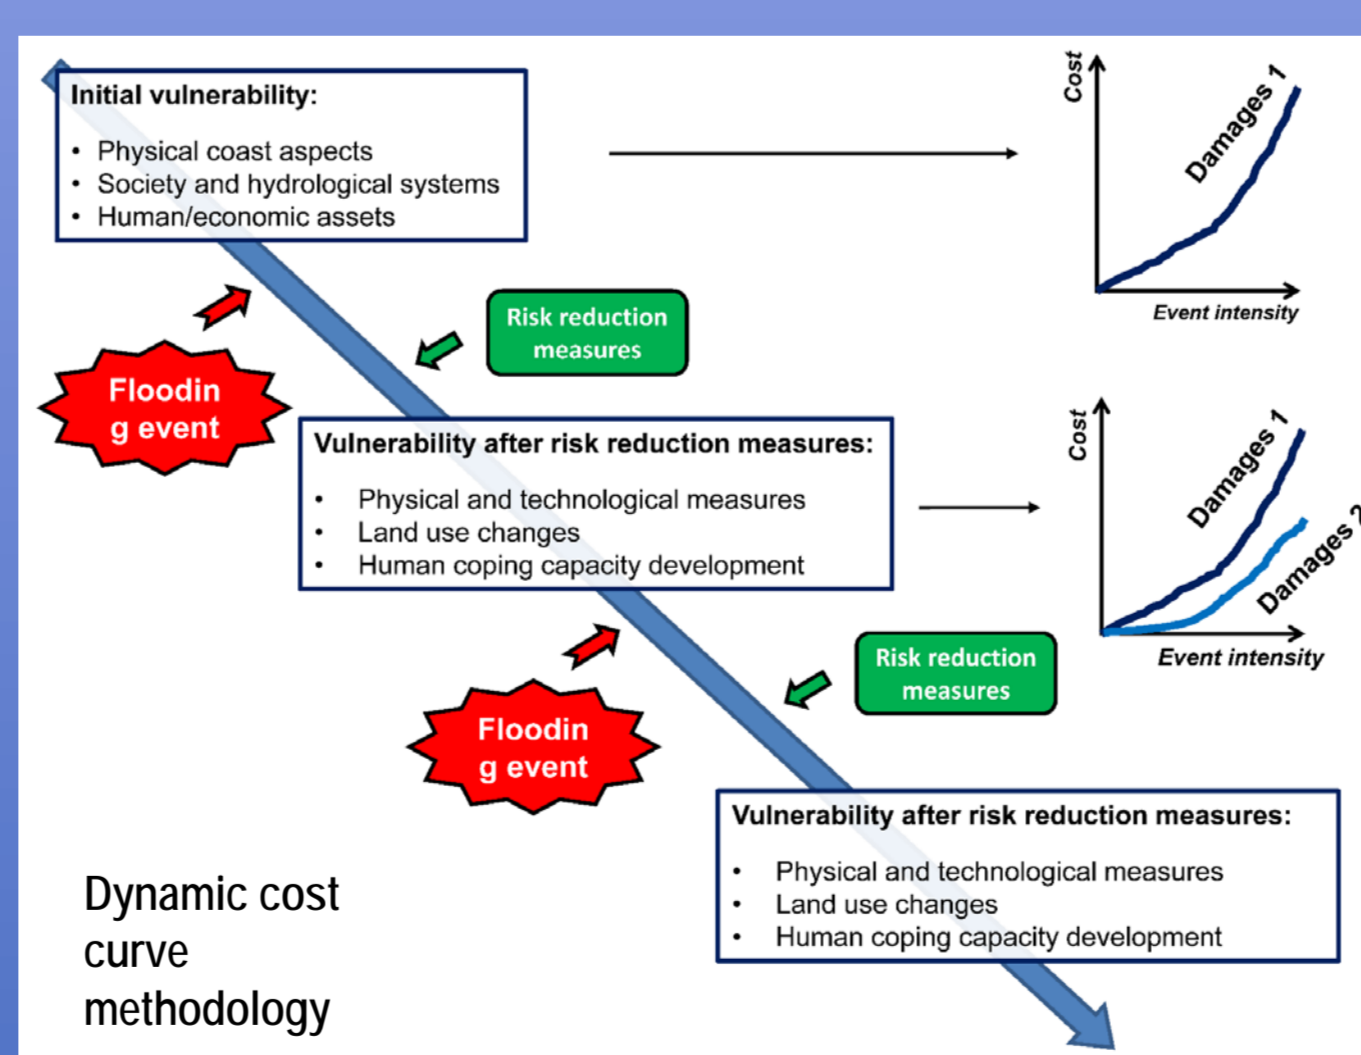 Initial vulnerability:
• Physical coast aspects
• Society and hydrological systems
• Human/economic assets
Cost
Damages 1
Event intensity
Risk reduction
measures
Floodin
g event
Vulnerability after risk reduction measures:
• Physical and technological measures
• Land use changes
• Human coping capacity development
Cost
Damages 1
Damages 2
Event intensity
Risk reduction
measures
Floodin
g event
Vulnerability after risk reduction measures:
• Physical and technological measures
• Land use changes
• Human coping capacity development
Dynamic cost
curve
methodology